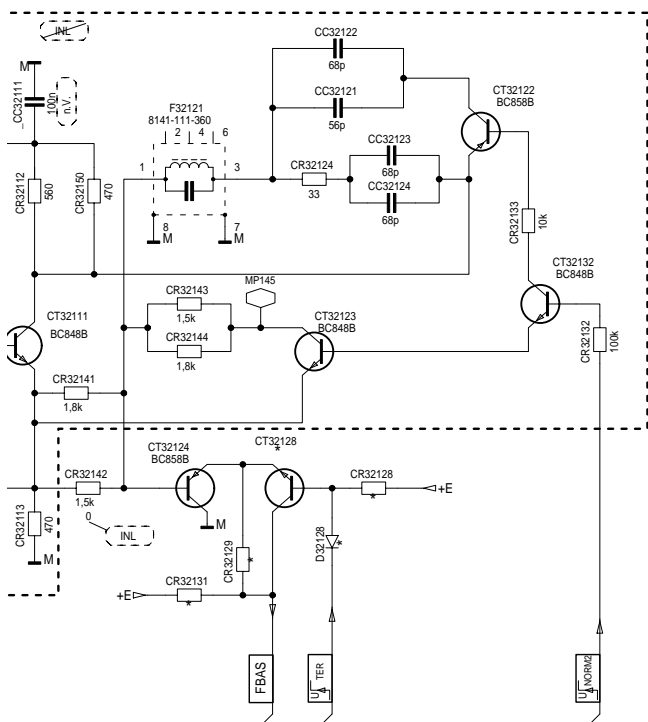 INL
M
_CC32111
100n
n.V.
CC32122
68p
CC32121
56p
CT32122
BC858B
F32121
8141-111-360
2 4 6
1
3
8
M
7
M
CC32123
68p
CR32124
33
CC32124
68p
CR32112
560
CR32150
470
CR32133
10k
CT32132
BC848B
MP145
CR32143
1,5k
CR32144
1,8k
CT32123
BC848B
CT32111
BC848B
CR32132
100k
CR32141
1,8k
CT32124
BC858B
CT32128
*
CR32142
1,5k
0
INL
CR32128
*
+E
M
CR32113
470
M
CR32129
*
D32128
*
+E
CR32131
*
FBAS
U TER
U NORM2